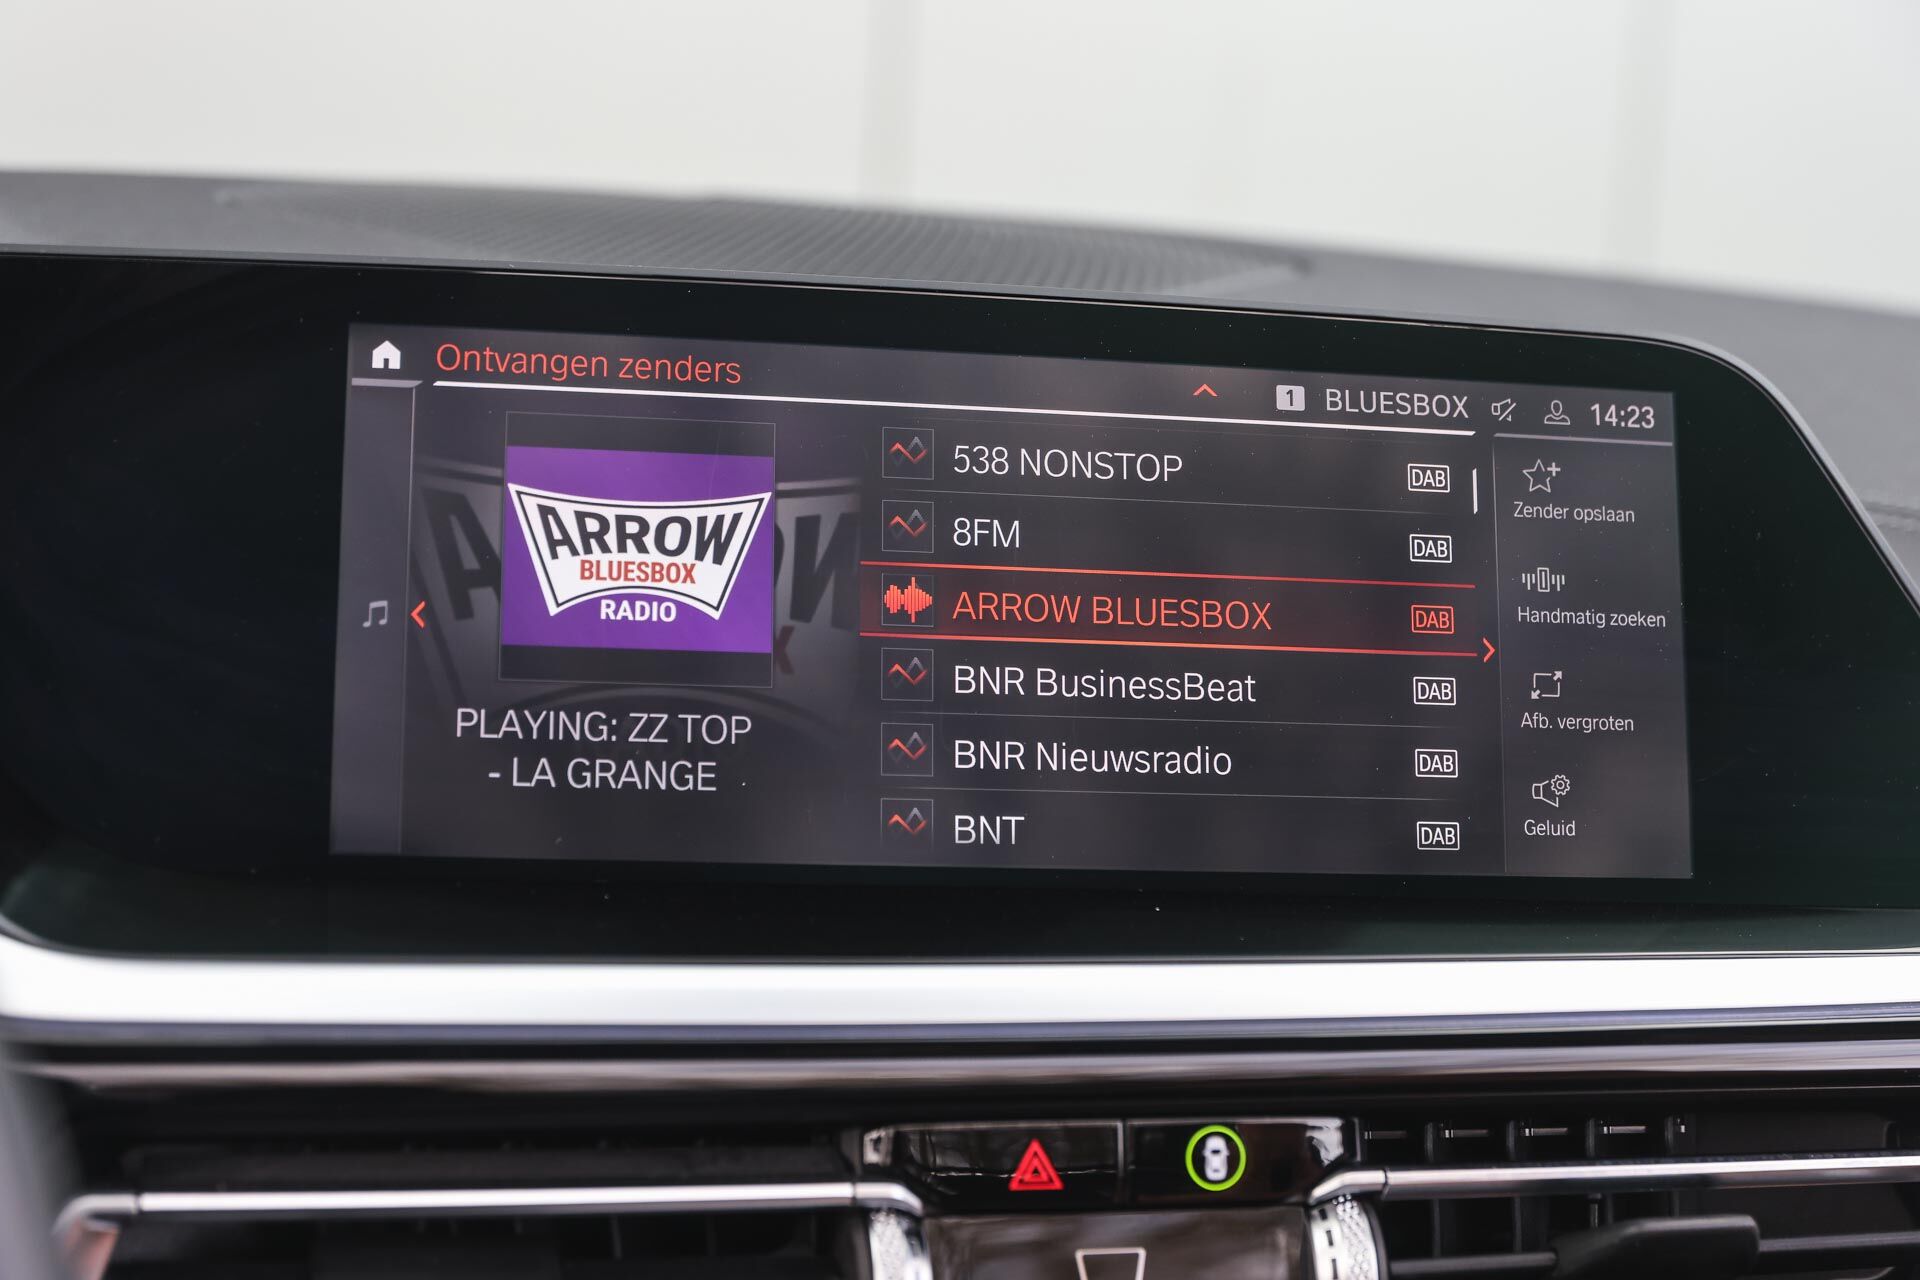 Ontvangen zenders
1 BLUESBOX 14:23
ARROW
BLUESBOX
RADIO
PLAYING: ZZ TOP
- LA GRANGE
538 NONSTOP DAB
8FM DAB
ARROW BLUESBOX DAB
BNR BusinessBeat DAB
BNR Nieuwsradio DAB
BNT DAB
Zender opslaan
Handmatig zoeken
Afb. vergroten
Geluid